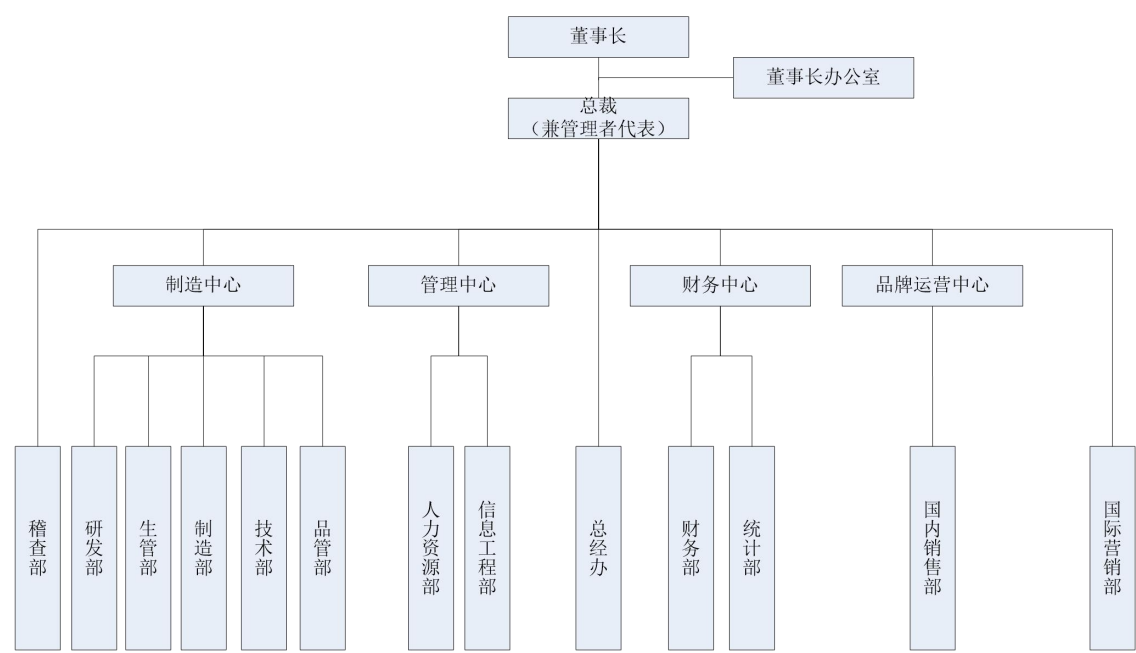 董事长
董事长办公室
总裁
（兼管理者代表）
制造中心
管理中心
财务中心
品牌运营中心
稽查部
研发部
生管部
制造部
技术部
品管部
人力资源部
信息工程部
总经办
财务部
统计部
国内销售部
国际营销部